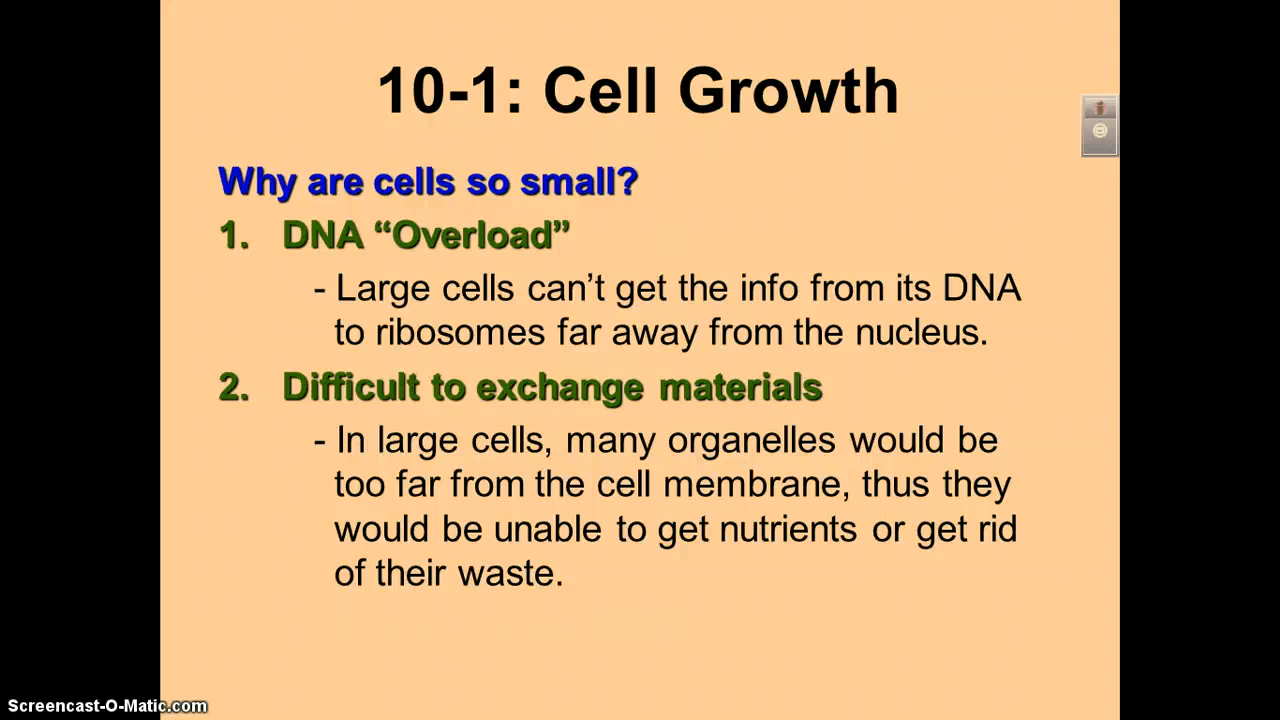 10-1: Cell Growth
Why are cells so small?
1. DNA “Overload”
- Large cells can’t get the info from its DNA
to ribosomes far away from the nucleus.
2. Difficult to exchange materials
- In large cells, many organelles would be
too far from the cell membrane, thus they
would be unable to get nutrients or get rid
of their waste.
Screencast-O-Matic.com